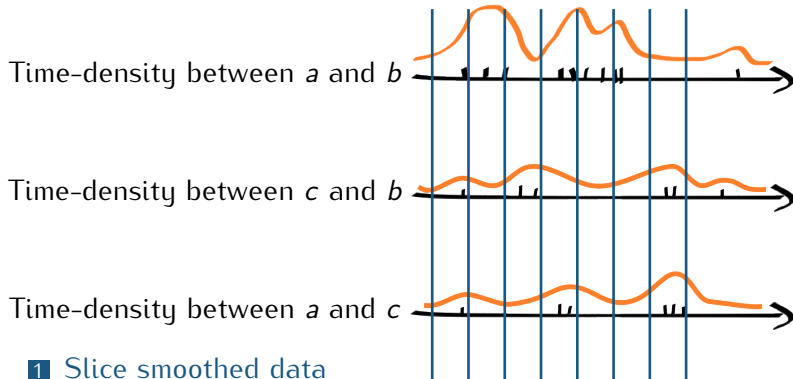 Time-density between a and b
Time-density between c and b
Time-density between a and c
1 Slice smoothed data